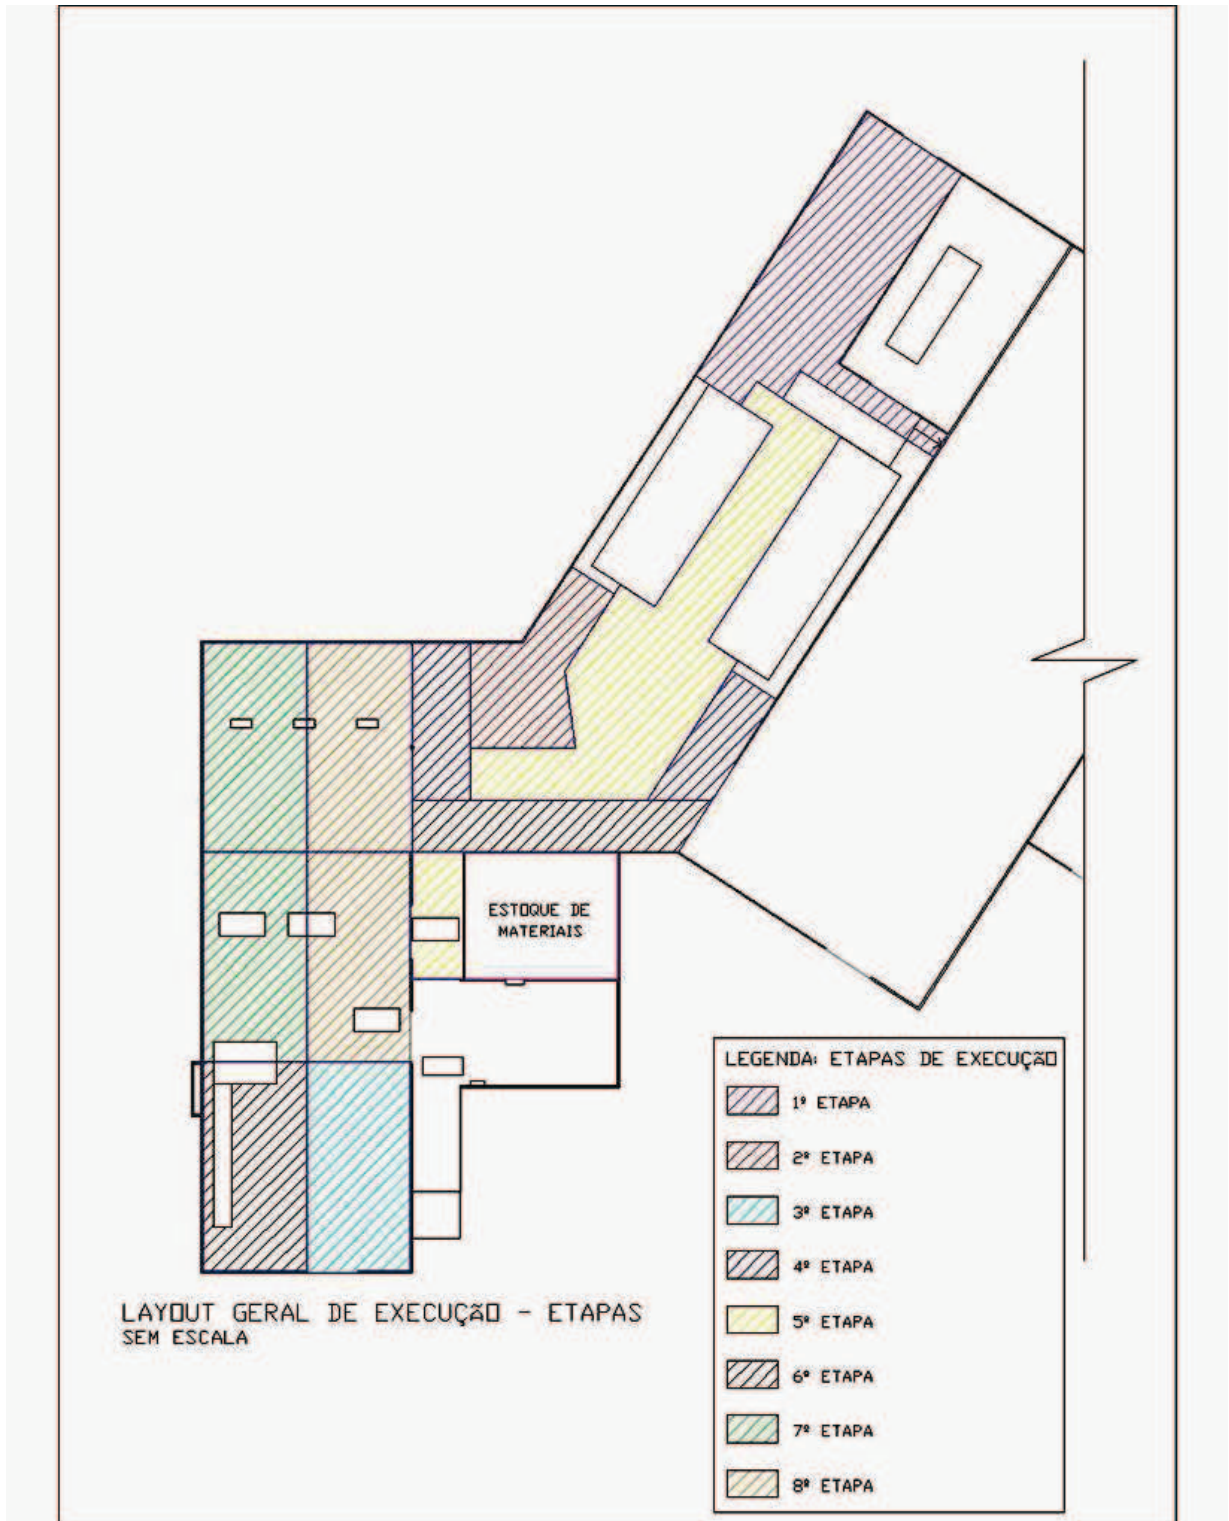 ESTOQUE DE
MATERIAIS
LEGENDA: ETAPAS DE EXECUÇÃO
1ª ETAPA
2ª ETAPA
3ª ETAPA
4ª ETAPA
5ª ETAPA
6ª ETAPA
7ª ETAPA
8ª ETAPA
LAYOUT GERAL DE EXECUÇÃO - ETAPAS
SEM ESCALA